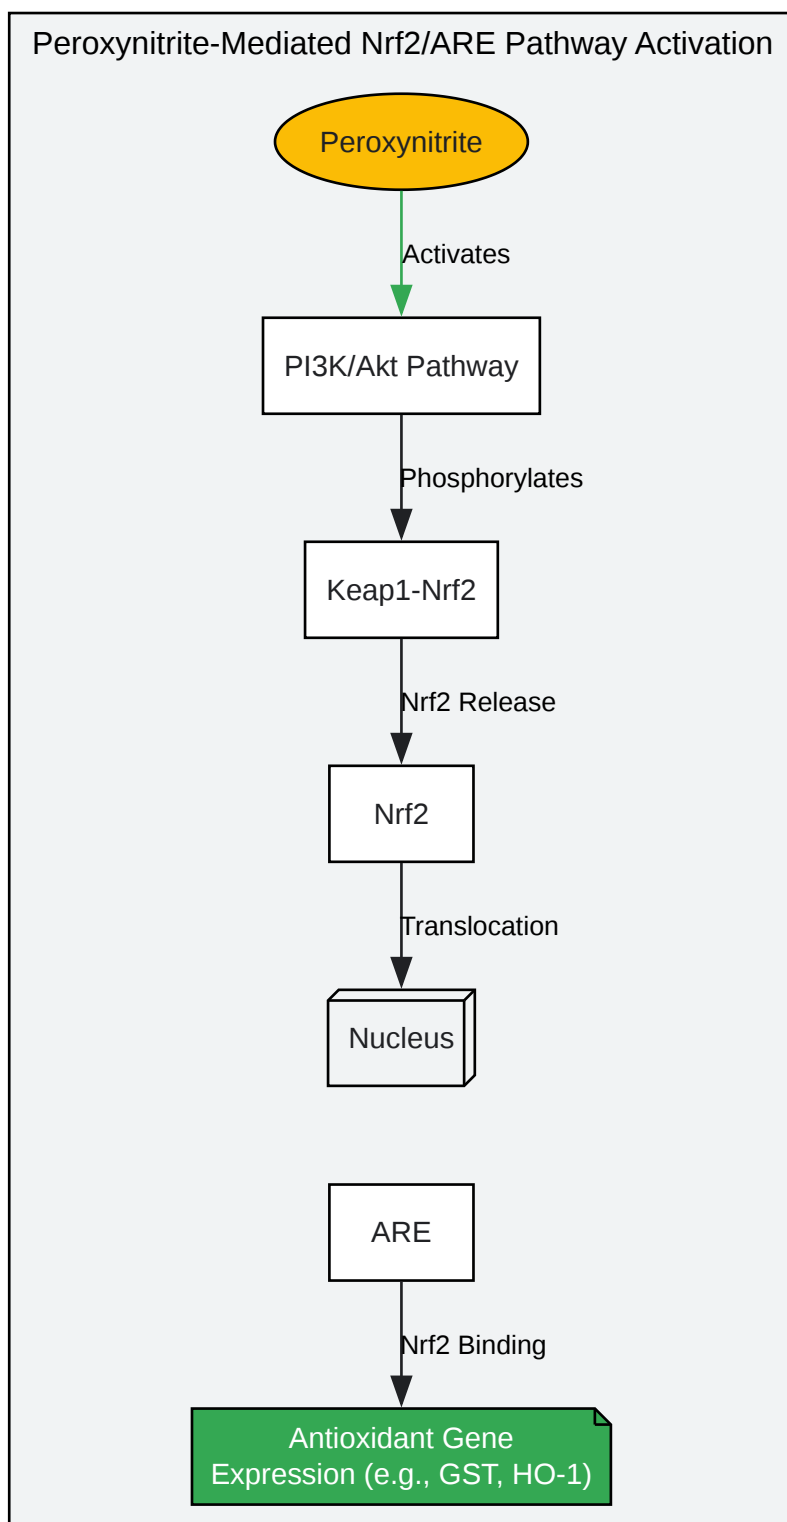 Peroxynitrite-Mediated Nrf2/ARE Pathway Activation
Peroxynitrite
Activates
PI3K/Akt Pathway
Phosphorylates
Keap1-Nrf2
Nrf2 Release
Nrf2
Translocation
Nucleus
ARE
Nrf2 Binding
Antioxidant Gene
Expression (e.g., GST, HO-1)